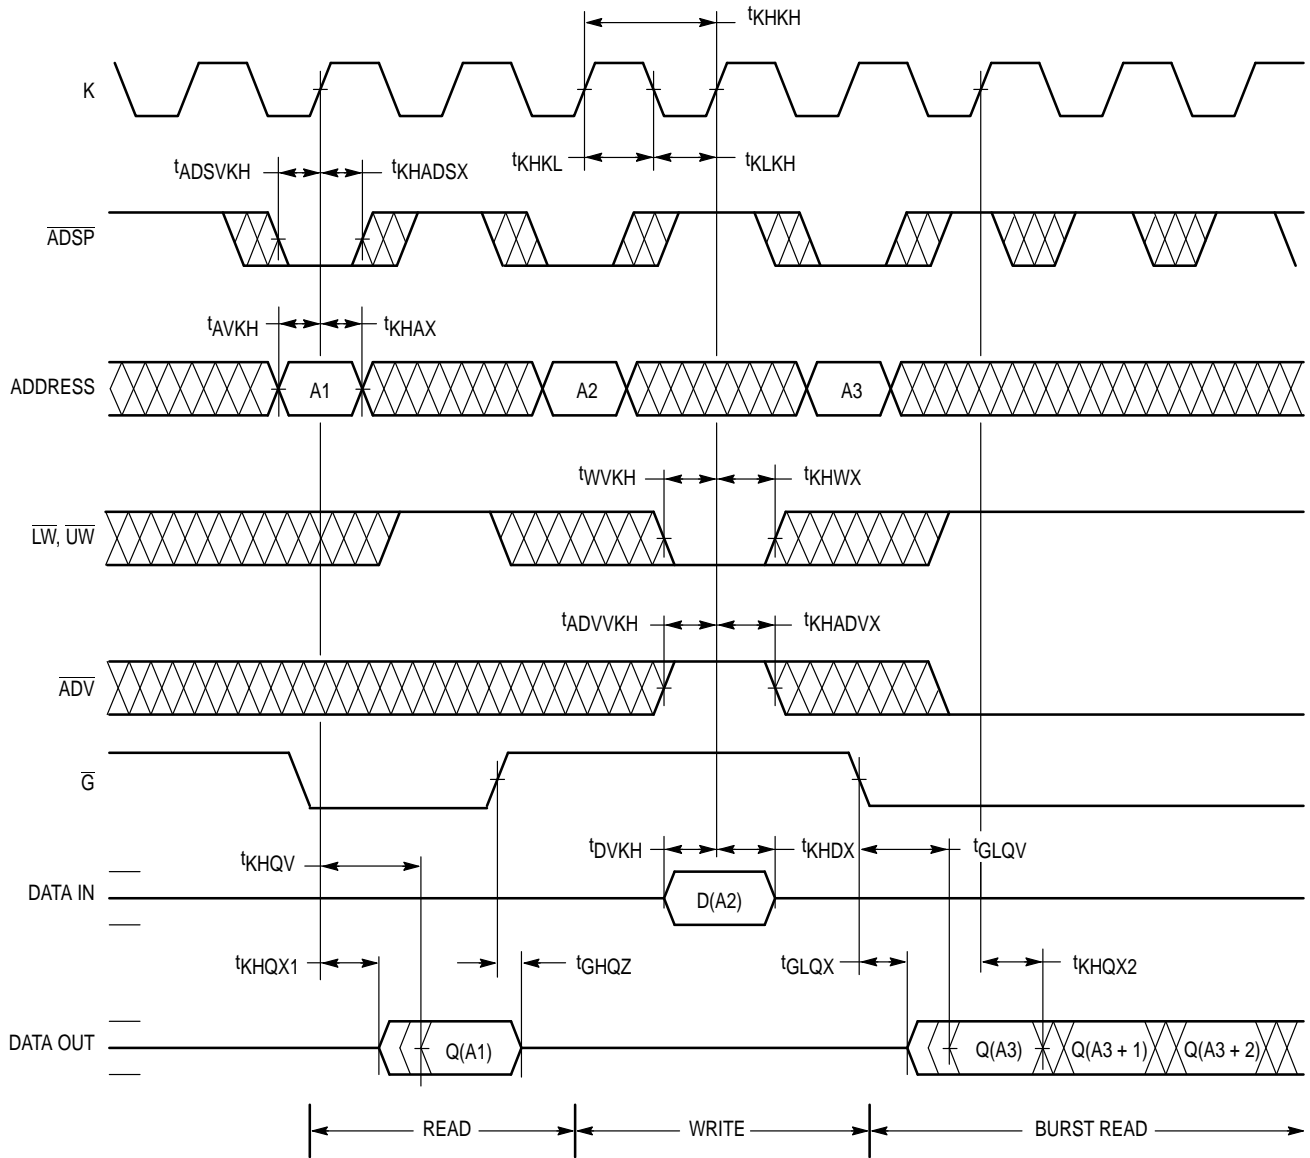 tKHKH
K
tKHKL
tKLKH
tADSVKH
tKHADSX
ADSP
tAVKH
tKHAX
ADDRESS
A1
A2
A3
tWVKH
tKHWX
LW, UW
tADVVKH
tKHADVX
ADV
G
tDVKH
tKHDX
tGLQV
tKHQV
DATA IN
D(A2)
tKHQX1
tGHQZ
tGLQX
tKHQX2
DATA OUT
Q(A1)
Q(A3)
Q(A3 + 1)
Q(A3 + 2)
READ
WRITE
BURST READ